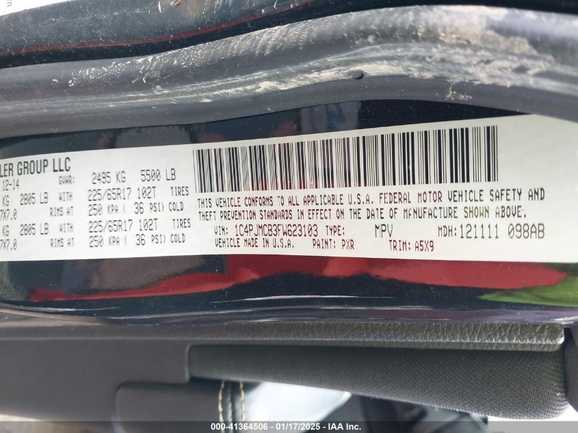 LER GROUP LLC
12-14 GVWR: 2495 KG 5500 LB
KG 2805 LB WITH 225/65R17 102T TIRES
7X7.0 RIMS AT 250 KPA ( 36 PSI) COLD
KG 2805 LB WITH 225/65R17 102T TIRES
7X7.0 RIMS AT 250 KPA ( 36 PSI) COLD
THIS VEHICLE CONFORMS TO ALL APPLICABLE U.S.A. FEDERAL MOTOR VEHICLE SAFETY AND
THEFT PREVENTION STANDARDS IN EFFECT ON THE DATE OF MANUFACTURE SHOWN ABOVE.
VIN: 1C4PJMCB3FW623103 TYPE: MPV MDH: 121111 098AB
VEHICLE MADE IN U.S.A. PAINT: PXR TRIM: A5X9
000-41364506 - 01/17/2025 - IAA Inc.